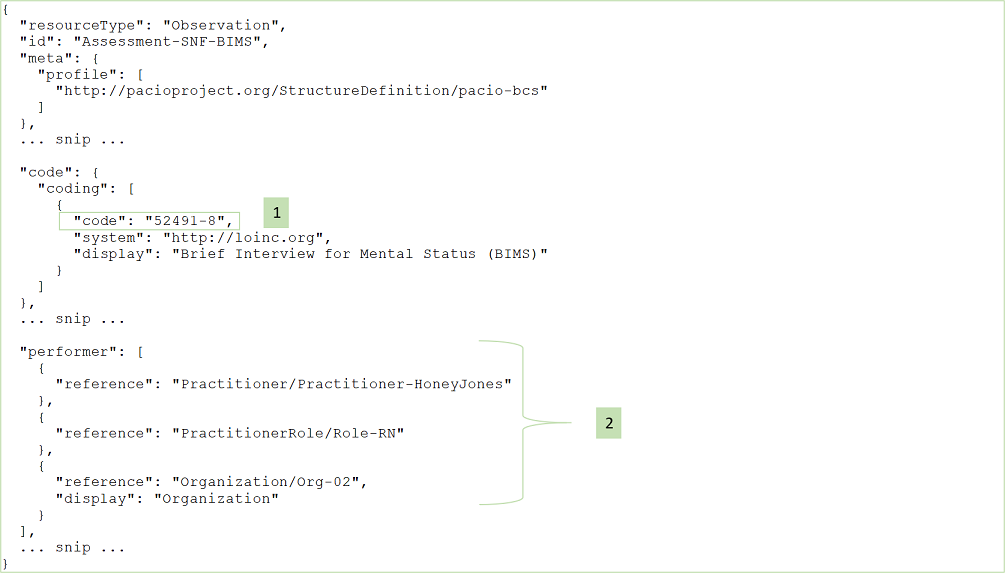 {
  "resourceType": "Observation",
  "id": "Assessment-SNF-BIMS",
  "meta": {
    "profile": [
      "http://pacioproject.org/StructureDefinition/pacio-bcs"
    ]
  },
  ... snip ...
  "code": {
    "coding": [
      {
        "code": "52491-8",
1
        "system": "http://loinc.org",
        "display": "Brief Interview for Mental Status (BIMS)"
      }
    ]
  },
  ... snip ...
  "performer": [
    {
      "reference": "Practitioner/Practitioner-HoneyJones"
    },
    {
      "reference": "PractitionerRole/Role-RN"
    },
    {
      "reference": "Organization/Org-02",
      "display": "Organization"
    }
  ],
2
  ... snip ...
}